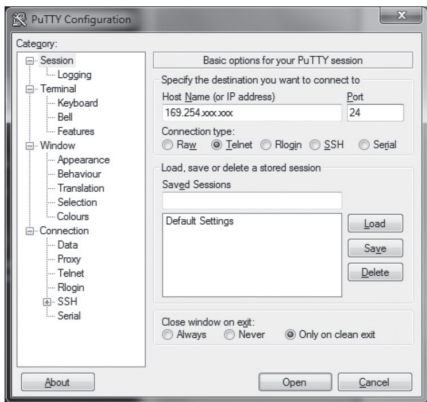 PuTTY Configuration
X
Category:
Session
Logging
Terminal
Keyboard
Bell
Features
Window
Appearance
Behaviour
Translation
Selection
Colours
Connection
Data
Proxy
Telnet
Rlogin
SSH
Serial
Basic options for your PuTTY session
Specify the destination you want to connect to
Host Name (or IP address) Port
169.254.xxx.xxx 24
Connection type:
Raw Telnet Rlogin SSH Serial
Load, save or delete a stored session
Saved Sessions
Default Settings
Load
Save
Delete
Close window on exit:
Always Never Only on clean exit
About Open Cancel